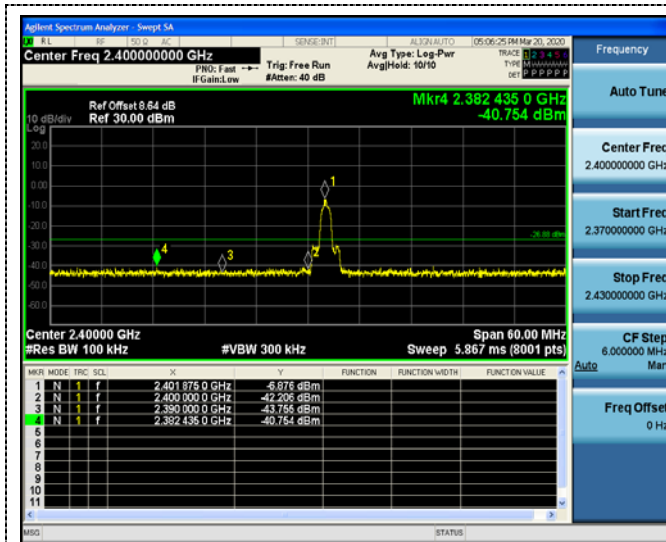 Agilent Spectrum Analyzer - Swept SA
RL RF 50 Ω AC SENSE:INT ALIGN AUTO 05:06:25 PM Mar 20, 2020
Center Freq 2.400000000 GHz
PNO: Fast
IFGain:Low
Trig: Free Run
#Atten: 40 dB
Avg Type: Log-Pwr
Avg|Hold: 10/10
TRACE 1 2 3 4 5 6
TYPE M
DET P P P P P P
Ref Offset 8.64 dB
Ref 30.00 dBm
10 dB/div
Log
Mkr4 2.382 435 0 GHz
-40.754 dBm
20.0
10.0
0.00
-10.0
-20.0
-30.0
-40.0
-50.0
-60.0
1
2
3
4
Center 2.40000 GHz
#Res BW 100 kHz
#VBW 300 kHz
Span 60.00 MHz
Sweep 5.867 ms (8001 pts)
MKR MODE TRC SCL X Y FUNCTION FUNCTION WIDTH FUNCTION VALUE
1 N 1 f 2.401 875 0 GHz -6.876 dBm
2 N 1 f 2.400 000 0 GHz -42.206 dBm
3 N 1 f 2.390 000 0 GHz -43.755 dBm
4 N 1 f 2.382 435 0 GHz -40.754 dBm
5
6
7
8
9
10
11
MSG STATUS
Frequency
Auto Tune
Center Freq
2.400000000 GHz
Start Freq
2.370000000 GHz
Stop Freq
2.430000000 GHz
CF Step
6.000000 MHz
Auto Man
Freq Offset
0 Hz